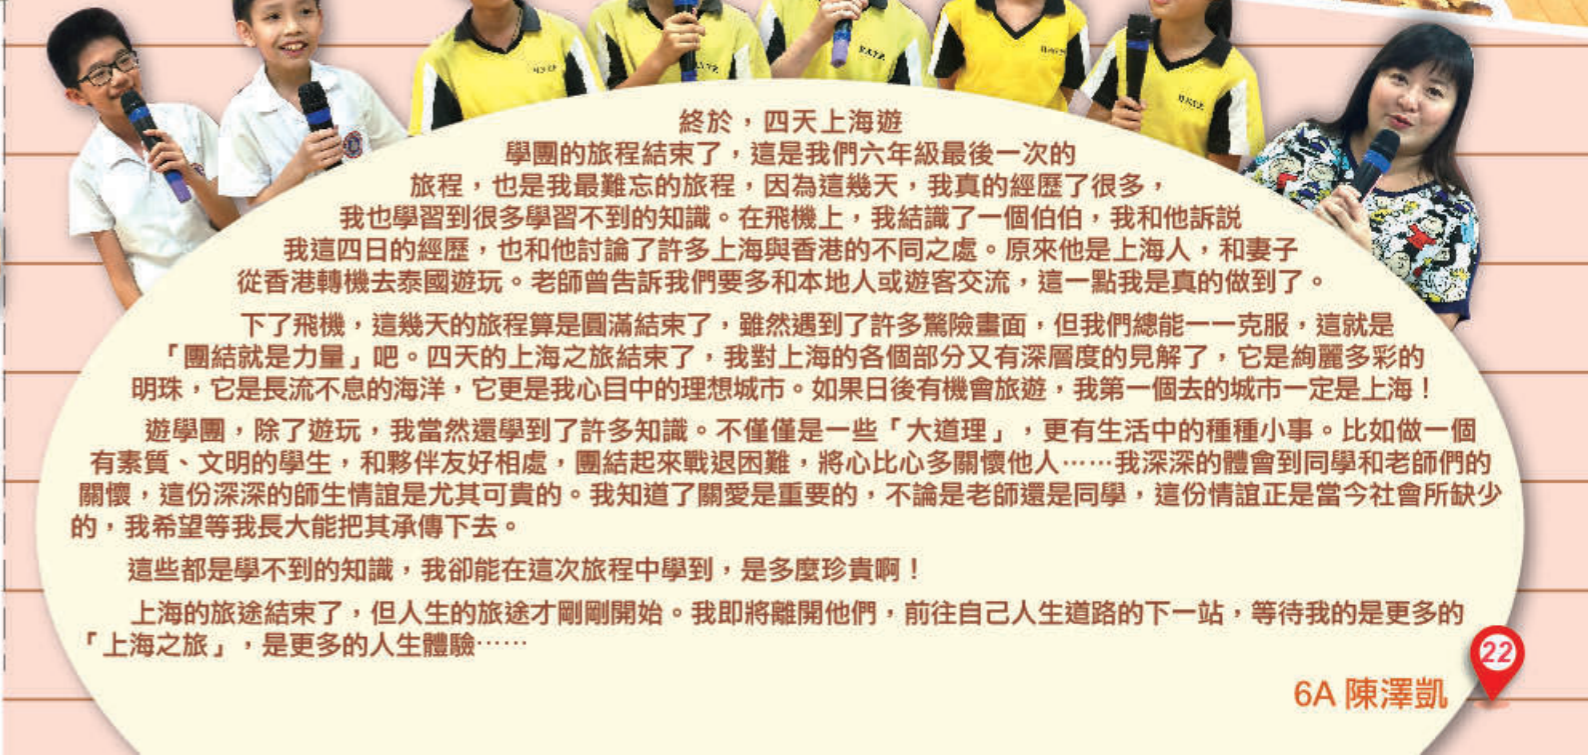 終於，四天上海遊
學團的旅程結束了，這是我們六年級最後一次的
旅程，也是我最難忘的旅程，因為這幾天，我真的經歷了很多，
我也學習到很多學習不到的知識。在飛機上，我結識了一個伯伯，我和他訴説
我這四日的經歷，也和他討論了許多上海與香港的不同之處。原來他是上海人，和妻子
從香港轉機去泰國遊玩。老師曾告訴我們要多和本地人或遊客交流，這一點我是真的做到了。
下了飛機，這幾天的旅程算是圓滿結束了，雖然遇到了許多驚險畫面，但我們總能一一克服，這就是
「團結就是力量」吧。四天的上海之旅結束了，我對上海的各個部分又有深層度的見解了，它是絢麗多彩的
明珠，它是長流不息的海洋，它更是我心目中的理想城市。如果日後有機會旅遊，我第一個去的城市一定是上海！
遊學團，除了遊玩，我當然還學到了許多知識。不僅僅是一些「大道理」，更有生活中的種種小事。比如做一個
有素質、文明的學生，和夥伴友好相處，團結起來戰退困難，將心比心多關懷他人……我深深的體會到同學和老師們的
關懷，這份深深的師生情誼是尤其可貴的。我知道了關愛是重要的，不論是老師還是同學，這份情誼正是當今社會所缺少
的，我希望等我長大能把其承傳下去。
這些都是學不到的知識，我卻能在這次旅程中學到，是多麼珍貴啊！
上海的旅途結束了，但人生的旅途才剛剛開始。我即將離開他們，前往自己人生道路的下一站，等待我的是更多的
「上海之旅」，是更多的人生體驗……
22
6A 陳澤凱